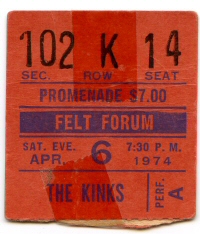 102 K 14
SEC. ROW SEAT
PROMENADE $7.00
FELT FORUM
SAT. EVE. 7:30 P. M.
APR. 6 1974
THE KINKS
PERF. A